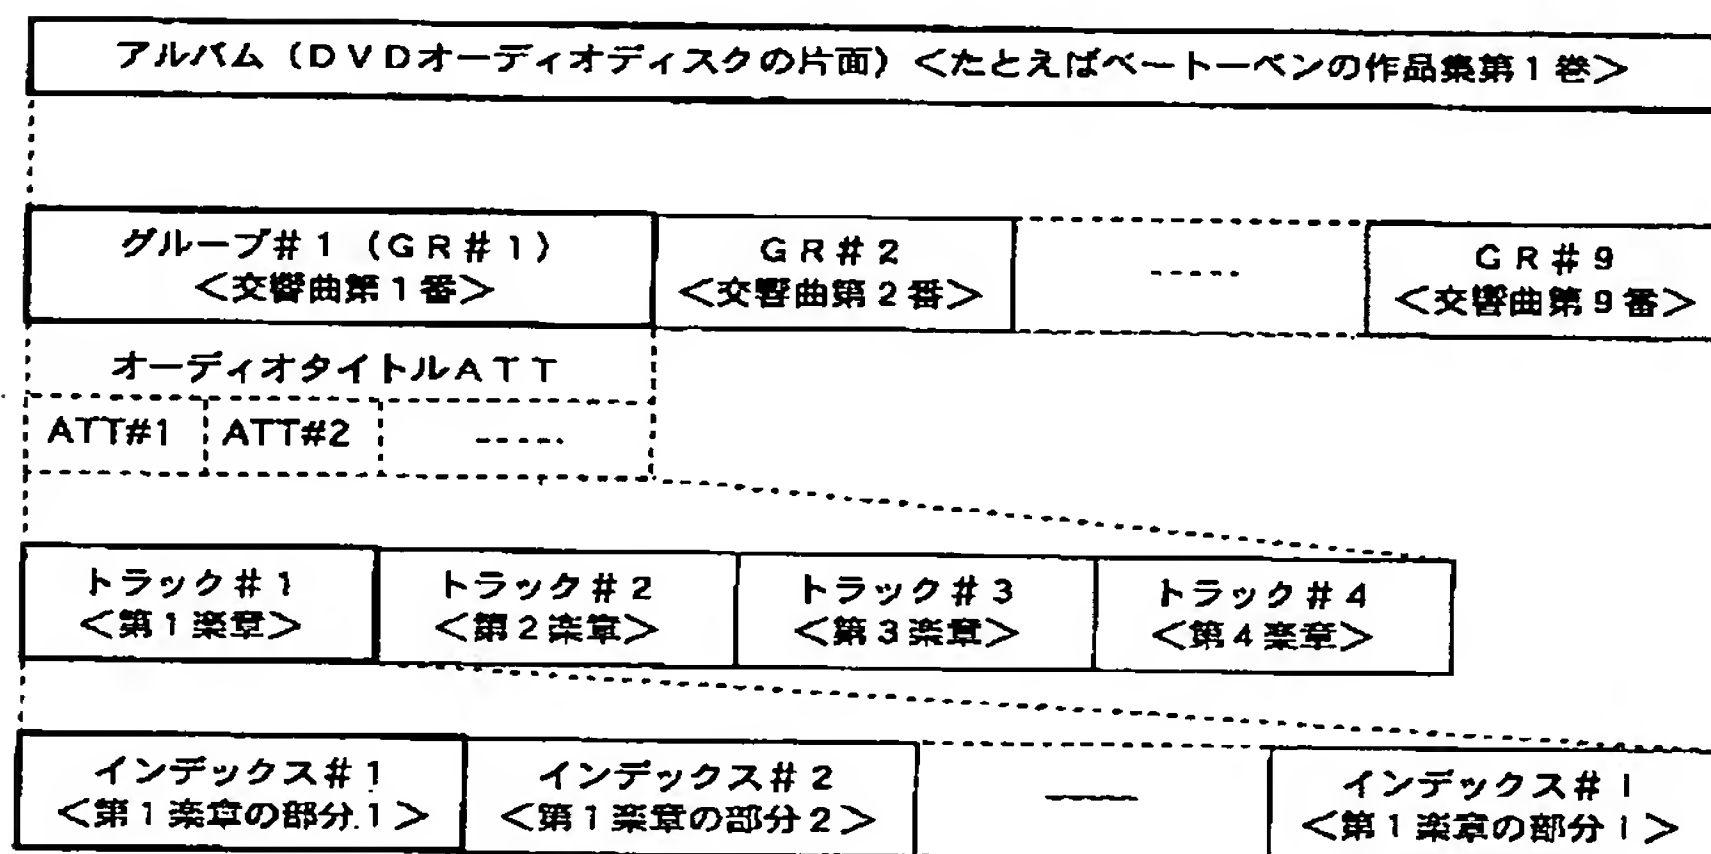 アルバム（ＤＶＤオーディオディスクの片面）＜たとえばベートーベンの作品集第１巻＞
グループ＃１（ＧＲ＃１）
＜交響曲第１番＞
ＧＲ＃２
＜交響曲第２番＞
ＧＲ＃９
＜交響曲第９番＞
オーディオタイトルＡＴＴ
ATT#1
ATT#2
トラック＃１
＜第１楽章＞
トラック＃２
＜第２楽章＞
トラック＃３
＜第３楽章＞
トラック＃４
＜第４楽章＞
インデックス＃１
＜第１楽章の部分１＞
インデックス＃２
＜第１楽章の部分２＞
インデックス＃Ｉ
＜第１楽章の部分Ｉ＞